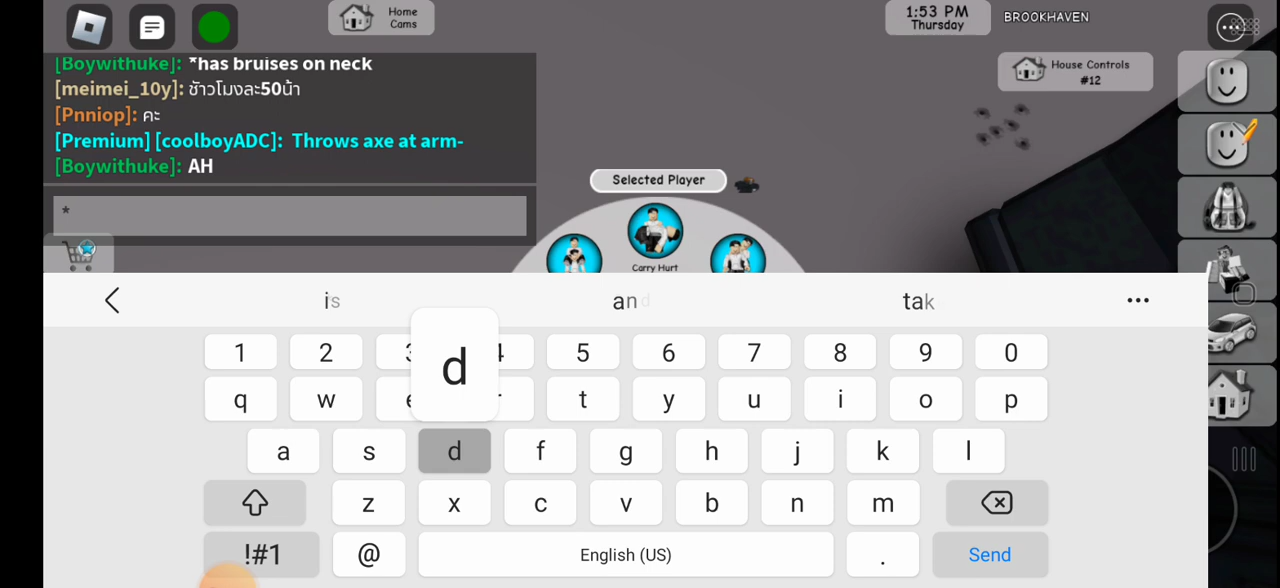 Home
Cams
1:53 PM
Thursday
BROOKHAVEN
[Boywithuke]: *has bruises on neck
[meimei_10y]: ชัาวโมงละ50น้า
[Pnniop]: คะ
[Premium] [coolboyADC]: Throws axe at arm-
[Boywithuke]: AH
House Controls
#12
*
Selected Player
Carry Hurt
is
and
tak
1 2 3 4 5 6 7 8 9 0
d
q w e r t y u i o p
a s d f g h j k l
z x c v b n m
!#1 @ English (US) . Send